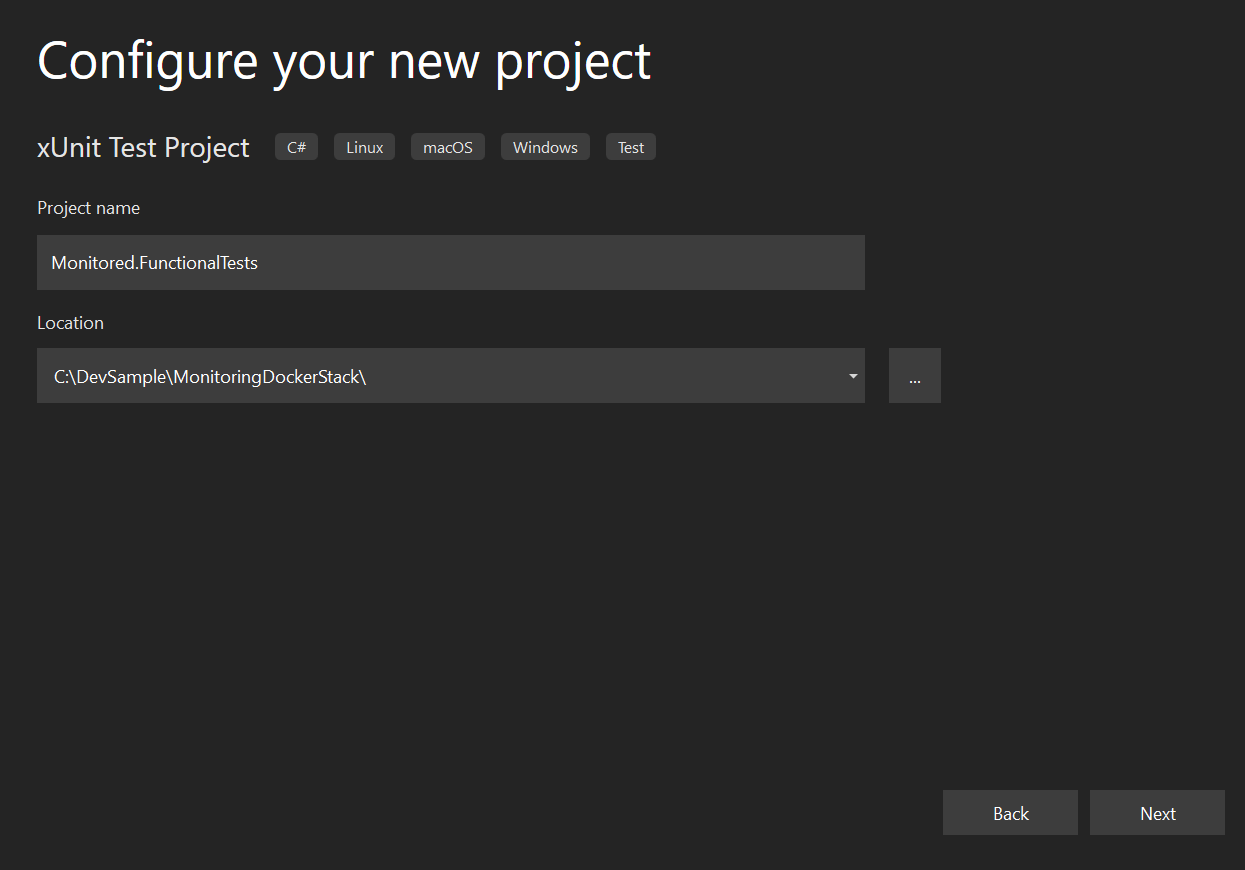 Configure your new project
xUnit Test Project C# Linux macOS Windows Test
Project name
Monitored.FunctionalTests
Location
C:\DevSample\MonitoringDockerStack\ ...
Back Next